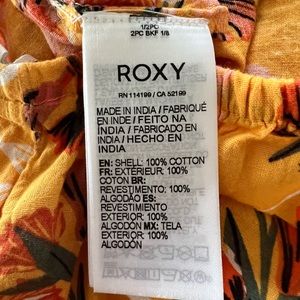 1/2PC
2PC BKF 1/8
ROXY
RN 114199 / CA 52199
MADE IN INDIA / FABRIQUÉ
EN INDE / FEITO NA
ÍNDIA / FABRICADO EN
INDIA / HECHO EN
INDIA
EN: SHELL: 100% COTTON
FR: EXTÉRIEUR: 100%
COTON BR:
REVESTIMENTO: 100%
ALGODÃO ES:
REVESTIMIENTO
EXTERIOR: 100%
ALGODÓN MX: TELA
EXTERIOR: 100%
ALGODÓN